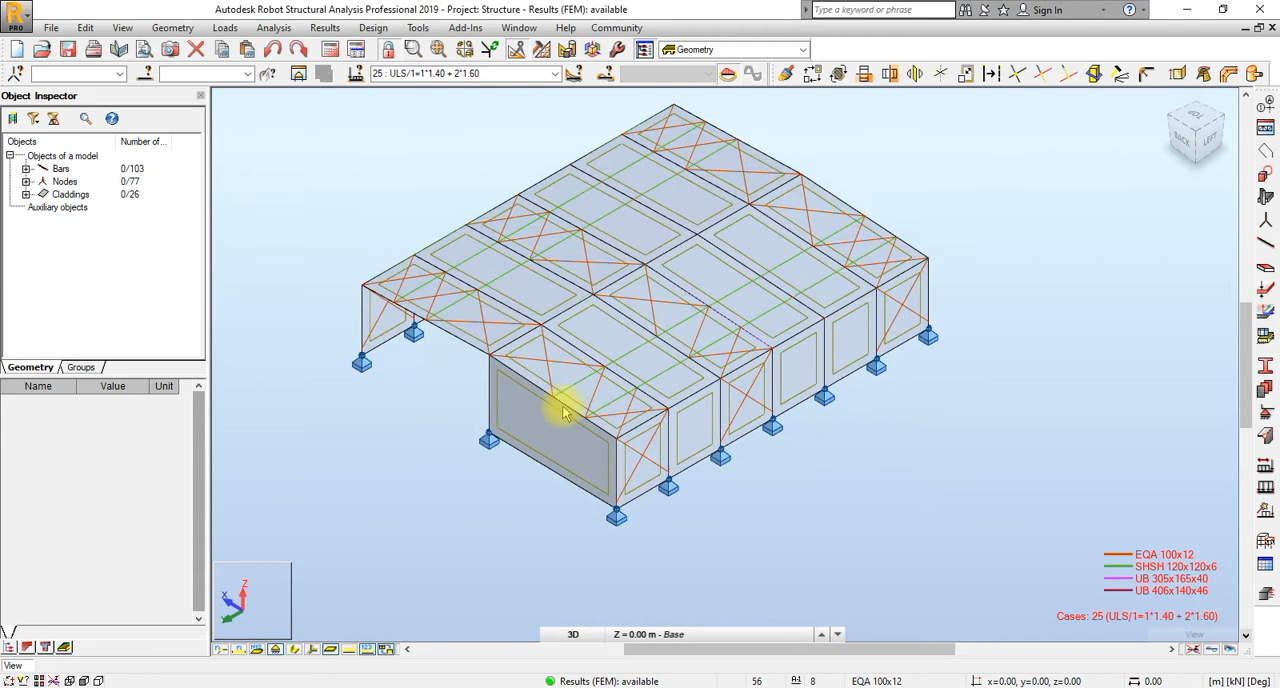 Autodesk Robot Structural Analysis Professional 2019 - Project: Structure - Results (FEM): available
Type a keyword or phrase
Sign In
PRO
File Edit View Geometry Loads Analysis Results Design Tools Add-Ins Window Help Community
Geometry
25 : ULS/1=1*1.40 + 2*1.60
Object Inspector
Objects Number of...
Objects of a model
Bars 0/103
Nodes 0/77
Claddings 0/26
Auxiliary objects
Geometry Groups
Name Value Unit
TOP
BACK LEFT
EQA 100x12
SHSH 120x120x6
UB 305x165x40
UB 406x140x46
Cases: 25 (ULS/1=1*1.40 + 2*1.60)
Z
X
Y
3D Z = 0.00 m - Base
View
View
Results (FEM): available 56 8 EQA 100x12 x=0.00, y=0.00, z=0.00 0.00 [m] [kN] [Deg]